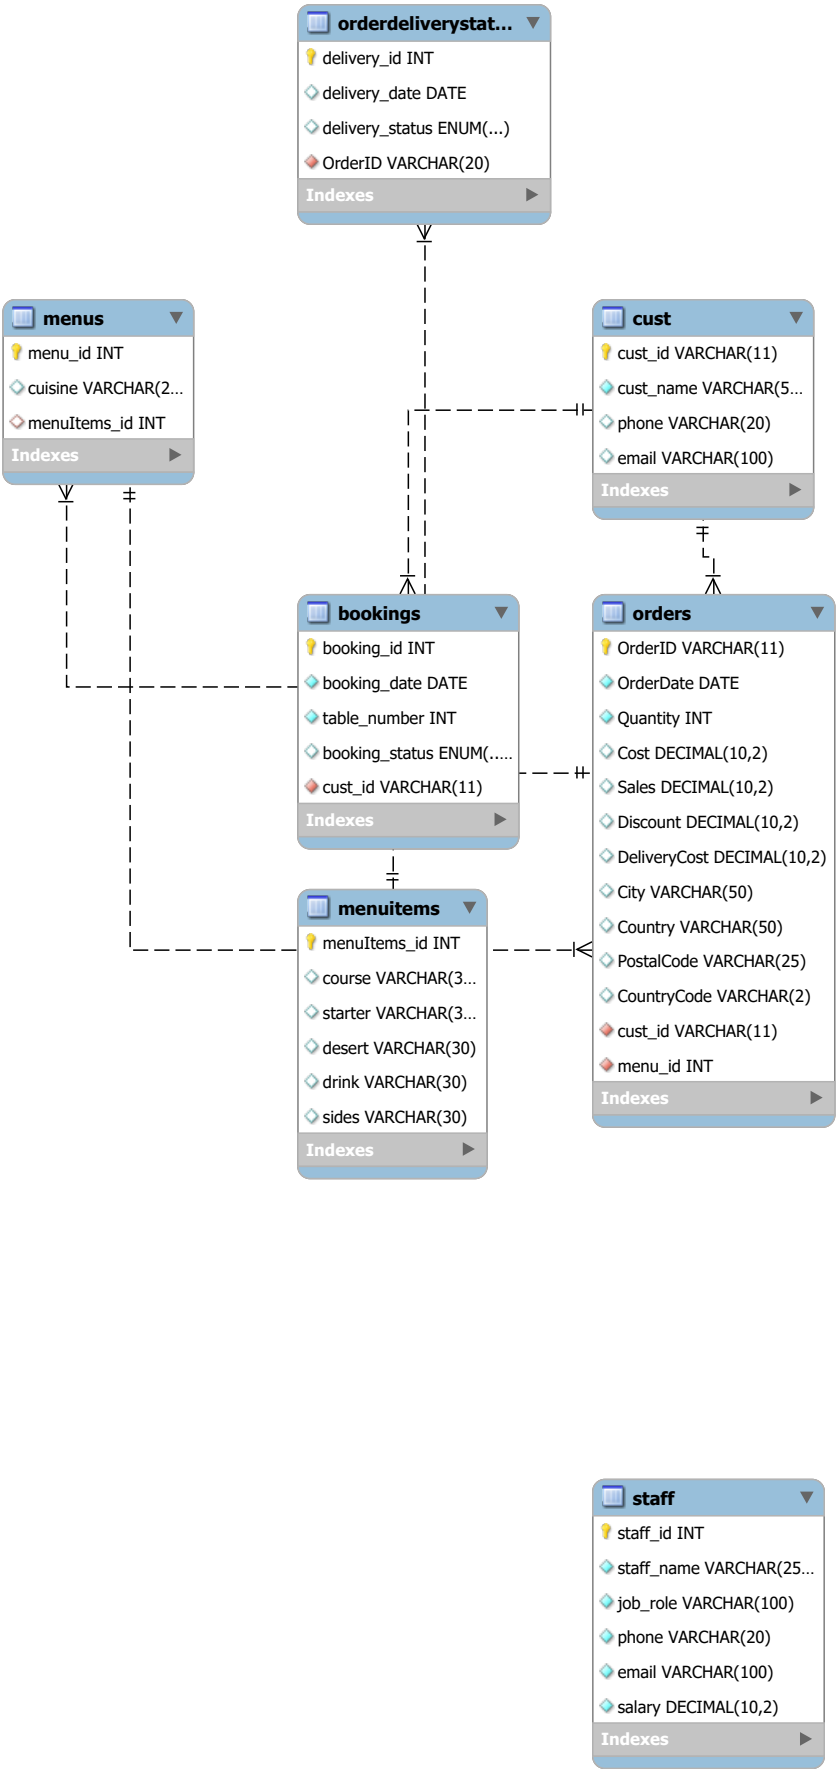 orderdeliverystat...
delivery_id INT
delivery_date DATE
delivery_status ENUM(...)
OrderID VARCHAR(20)
Indexes
menus
menu_id INT
cuisine VARCHAR(2...
menuItems_id INT
Indexes
cust
cust_id VARCHAR(11)
cust_name VARCHAR(5...
phone VARCHAR(20)
email VARCHAR(100)
Indexes
bookings
booking_id INT
booking_date DATE
table_number INT
booking_status ENUM(.....
cust_id VARCHAR(11)
Indexes
orders
OrderID VARCHAR(11)
OrderDate DATE
Quantity INT
Cost DECIMAL(10,2)
Sales DECIMAL(10,2)
Discount DECIMAL(10,2)
DeliveryCost DECIMAL(10,2)
City VARCHAR(50)
Country VARCHAR(50)
PostalCode VARCHAR(25)
CountryCode VARCHAR(2)
cust_id VARCHAR(11)
menu_id INT
Indexes
menuitems
menuItems_id INT
course VARCHAR(3...
starter VARCHAR(3...
desert VARCHAR(30)
drink VARCHAR(30)
sides VARCHAR(30)
Indexes
staff
staff_id INT
staff_name VARCHAR(25...
job_role VARCHAR(100)
phone VARCHAR(20)
email VARCHAR(100)
salary DECIMAL(10,2)
Indexes